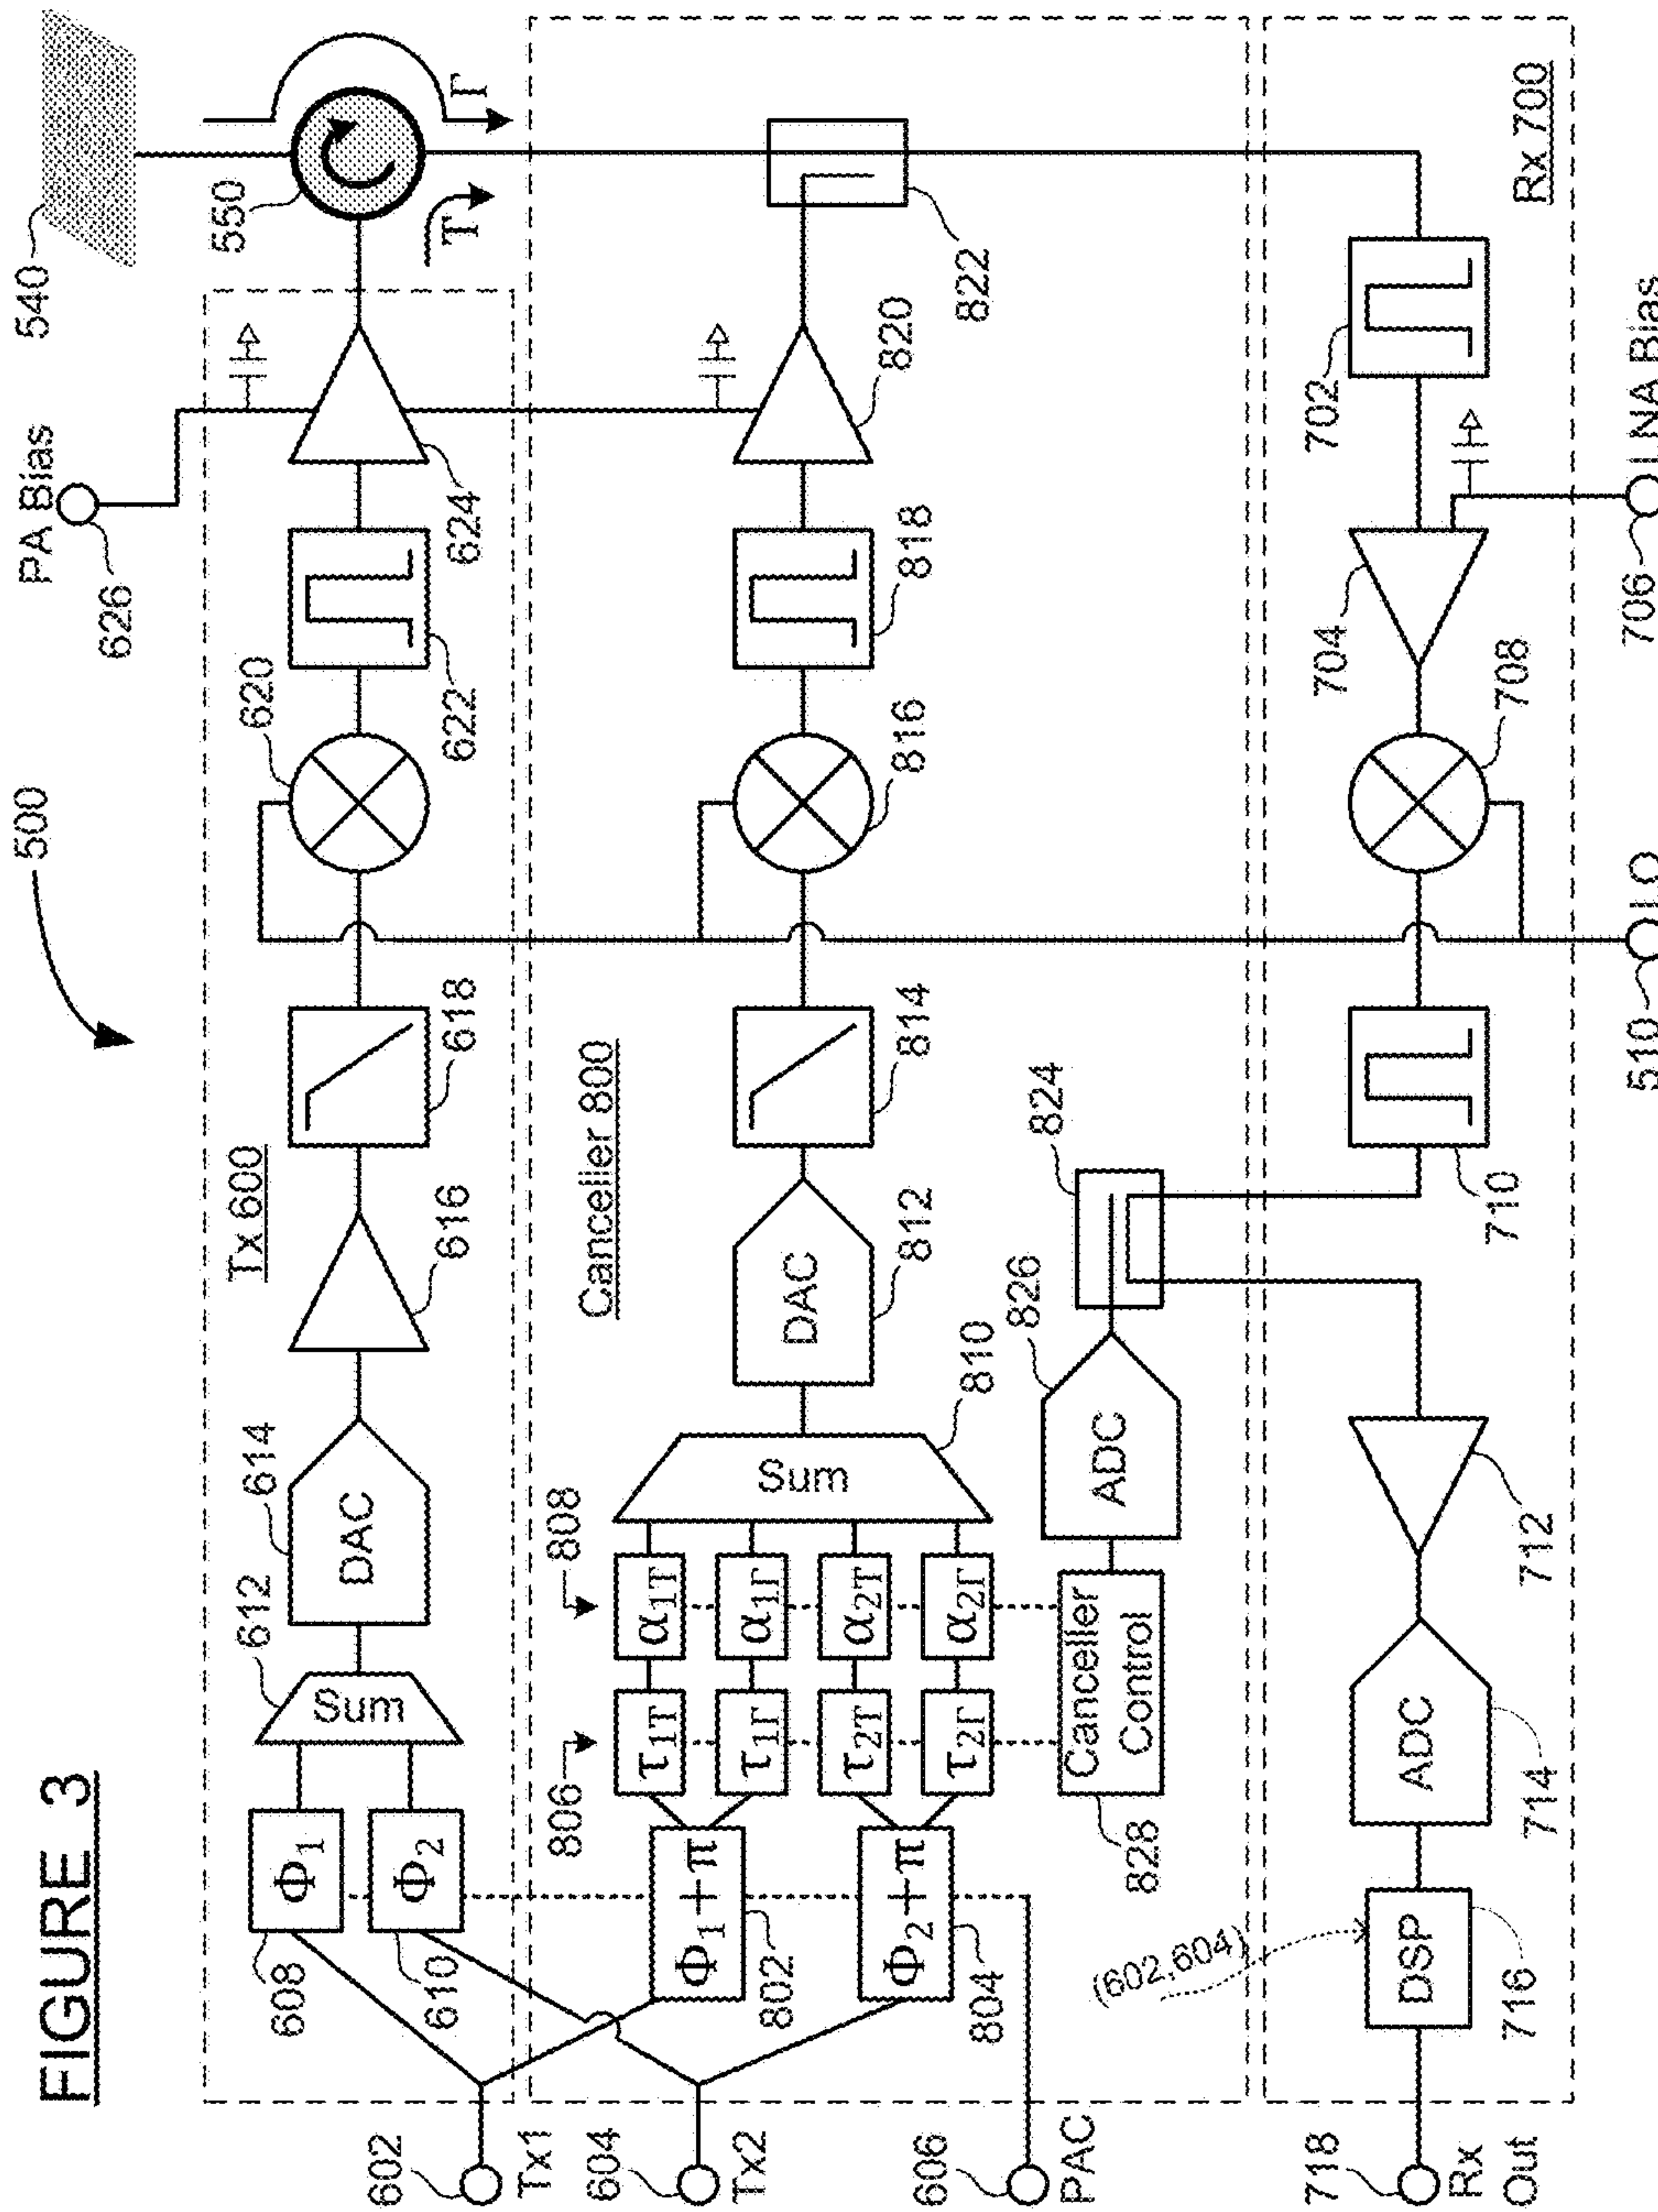 FIGURE 3
500
540
PA Bias
626
550
T
Γ
Tx 600
602
Tx1
604
Tx2
606
PAC
608
Φ1
610
Φ2
612
Sum
614
DAC
616
618
620
622
624
Canceller 800
802
Φ1+π
804
Φ2+π
806
τ1T
τ1Γ
τ2T
τ2Γ
808
α1T
α1Γ
α2T
α2Γ
810
Sum
812
DAC
814
816
818
820
822
824
826
ADC
828
Canceller
Control
Rx 700
702
704
706
LNA Bias
708
510
LO
710
712
714
ADC
(602,604)
716
DSP
718
Rx
Out